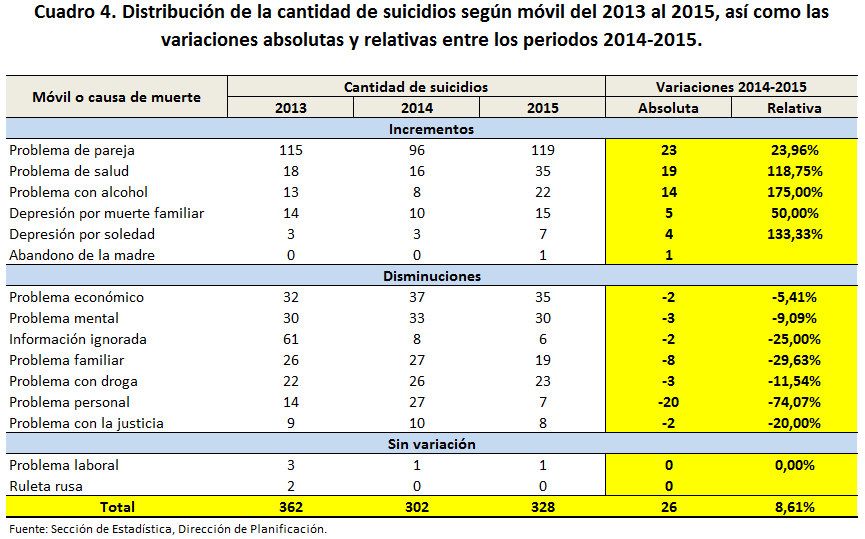 Cuadro 4. Distribución de la cantidad de suicidios según móvil del 2013 al 2015, así como las
variaciones absolutas y relativas entre los periodos 2014-2015.
Móvil o causa de muerte Cantidad de suicidios Variaciones 2014-2015
2013 2014 2015 Absoluta Relativa
Incrementos
Problema de pareja 115 96 119 23 23,96%
Problema de salud 18 16 35 19 118,75%
Problema con alcohol 13 8 22 14 175,00%
Depresión por muerte familiar 14 10 15 5 50,00%
Depresión por soledad 3 3 7 4 133,33%
Abandono de la madre 0 0 1 1
Disminuciones
Problema económico 32 37 35 -2 -5,41%
Problema mental 30 33 30 -3 -9,09%
Información ignorada 61 8 6 -2 -25,00%
Problema familiar 26 27 19 -8 -29,63%
Problema con droga 22 26 23 -3 -11,54%
Problema personal 14 27 7 -20 -74,07%
Problema con la justicia 9 10 8 -2 -20,00%
Sin variación
Problema laboral 3 1 1 0 0,00%
Ruleta rusa 2 0 0 0
Total 362 302 328 26 8,61%
Fuente: Sección de Estadística, Dirección de Planificación.